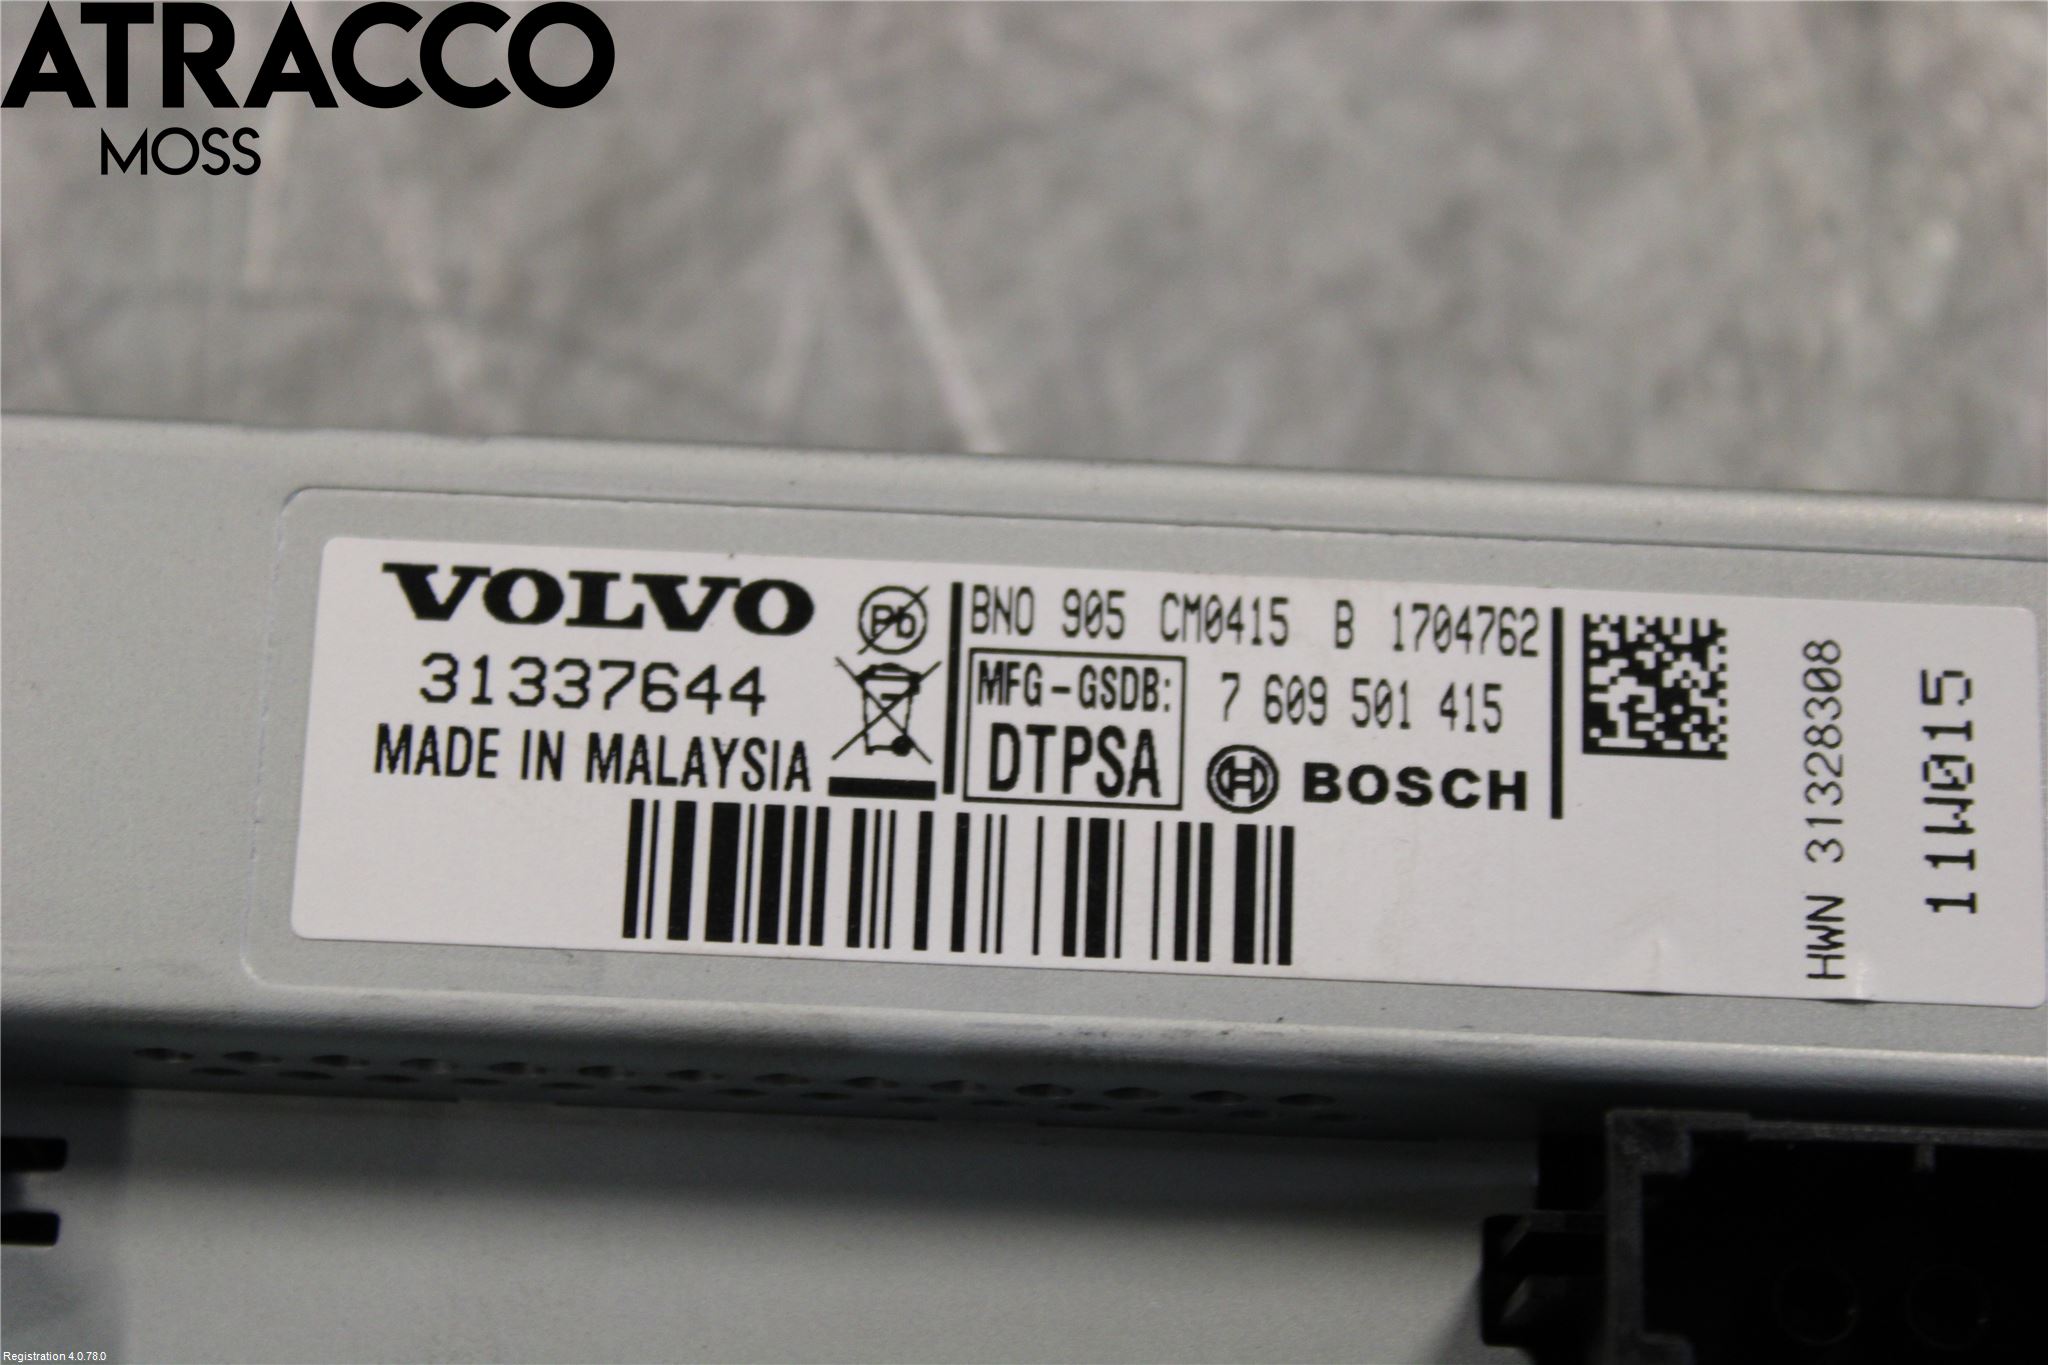 ATRACCO
MOSS
VOLVO
31337644
MADE IN MALAYSIA
Pb
BNO 905 CM0415 B 1704762
MFG-GSDB:
DTPSA
7 609 501 415
BOSCH
HWN 31328308
11W015
Registration 4.0.78.0